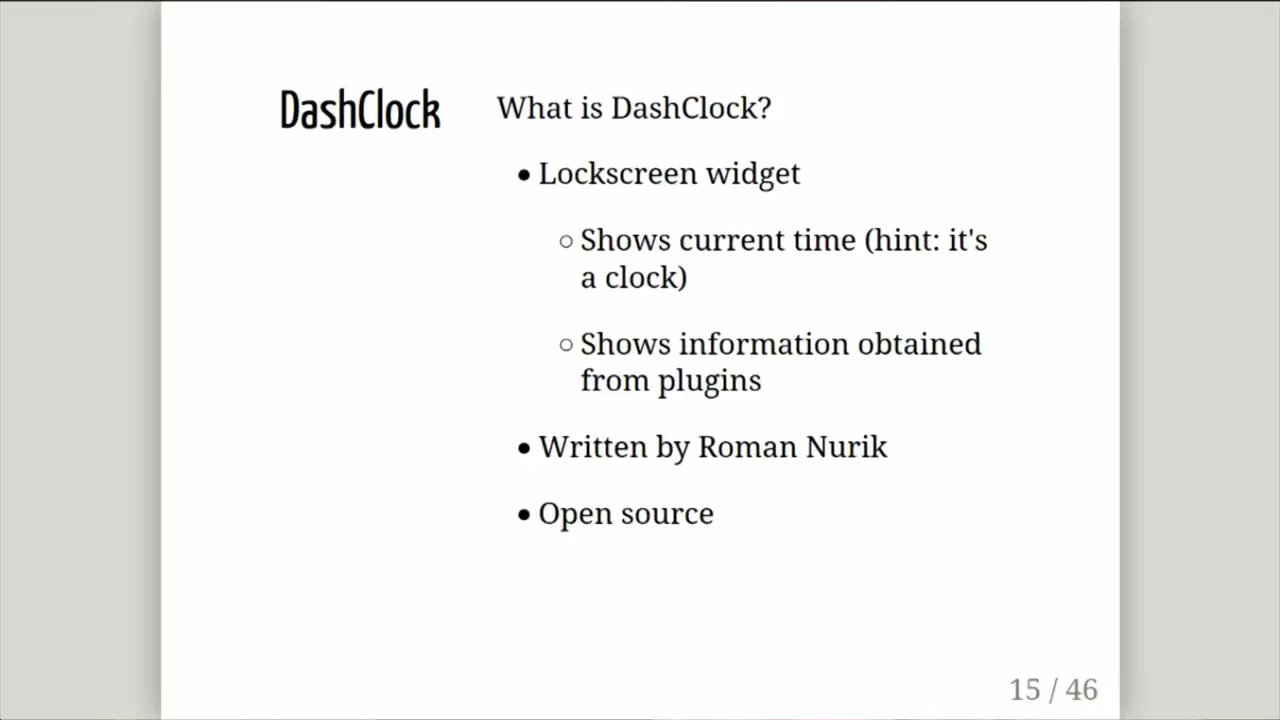 DashClock
What is DashClock?
• Lockscreen widget
○ Shows current time (hint: it's
a clock)
○ Shows information obtained
from plugins
• Written by Roman Nurik
• Open source
15 / 46